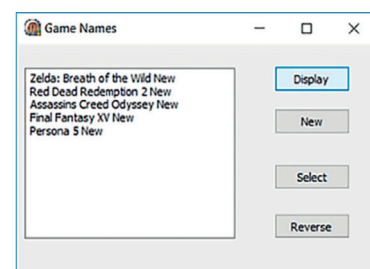 Game Names
Zelda: Breath of the Wild New
Red Dead Redemption 2 New
Assassins Creed Odyssey New
Final Fantasy XV New
Persona 5 New
Display
New
Select
Reverse